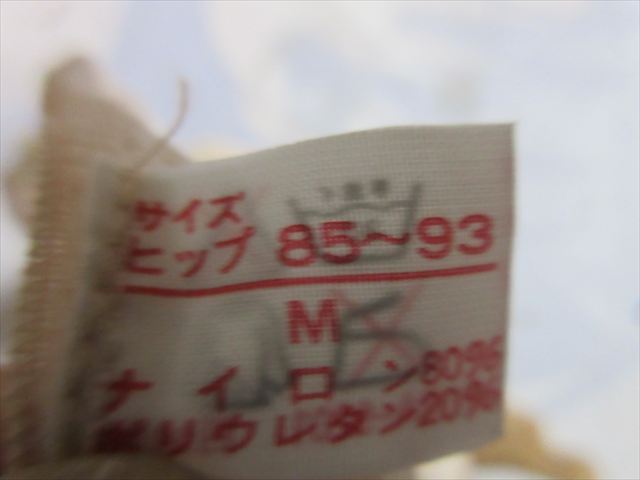 サイズ
ヒップ 85~93
M
ナイロン80%
ポリウレタン20%